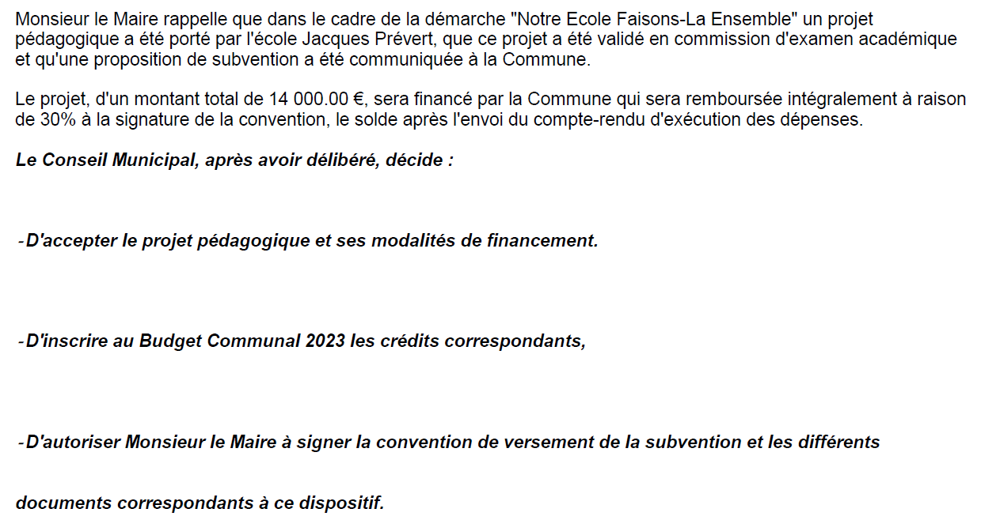 Monsieur le Maire rappelle que dans le cadre de la démarche "Notre Ecole Faisons-La Ensemble" un projet
pédagogique a été porté par l'école Jacques Prévert, que ce projet a été validé en commission d'examen académique
et qu'une proposition de subvention a été communiquée à la Commune.
Le projet, d'un montant total de 14 000.00 €, sera financé par la Commune qui sera remboursée intégralement à raison
de 30% à la signature de la convention, le solde après l'envoi du compte-rendu d'exécution des dépenses.
Le Conseil Municipal, après avoir délibéré, décide :
-D'accepter le projet pédagogique et ses modalités de financement.
-D'inscrire au Budget Communal 2023 les crédits correspondants,
-D'autoriser Monsieur le Maire à signer la convention de versement de la subvention et les différents
documents correspondants à ce dispositif.